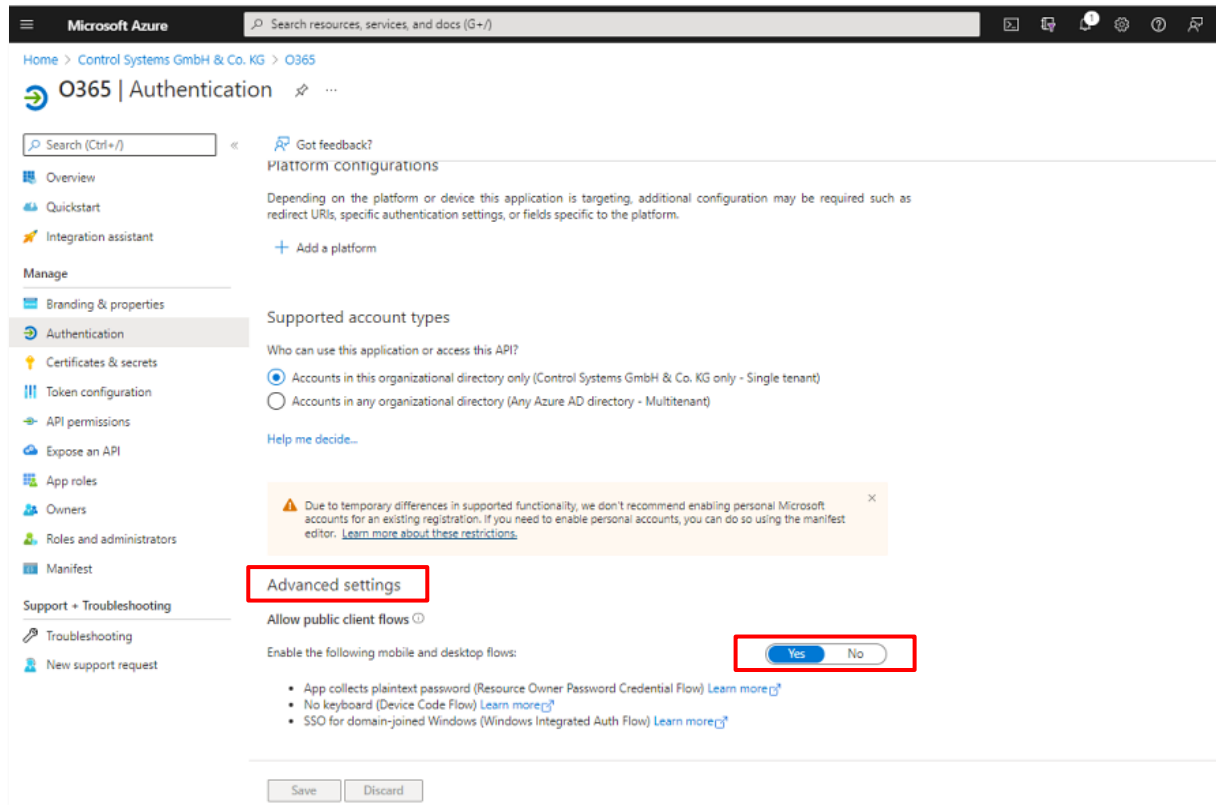 Microsoft Azure
Search resources, services, and docs (G+/)
1
Home > Control Systems GmbH & Co. KG > O365
O365 | Authentication
Search (Ctrl+/)
«
Got feedback?
Overview
Quickstart
Integration assistant
Manage
Branding & properties
Authentication
Certificates & secrets
Token configuration
API permissions
Expose an API
App roles
Owners
Roles and administrators
Manifest
Support + Troubleshooting
Troubleshooting
New support request
Platform configurations
Depending on the platform or device this application is targeting, additional configuration may be required such as
redirect URIs, specific authentication settings, or fields specific to the platform.
+ Add a platform
Supported account types
Who can use this application or access this API?
Accounts in this organizational directory only (Control Systems GmbH & Co. KG only - Single tenant)
Accounts in any organizational directory (Any Azure AD directory - Multitenant)
Help me decide...
Due to temporary differences in supported functionality, we don't recommend enabling personal Microsoft
accounts for an existing registration. If you need to enable personal accounts, you can do so using the manifest
editor. Learn more about these restrictions.
Advanced settings
Allow public client flows
Enable the following mobile and desktop flows:
Yes No
• App collects plaintext password (Resource Owner Password Credential Flow) Learn more
• No keyboard (Device Code Flow) Learn more
• SSO for domain-joined Windows (Windows Integrated Auth Flow) Learn more
Save Discard